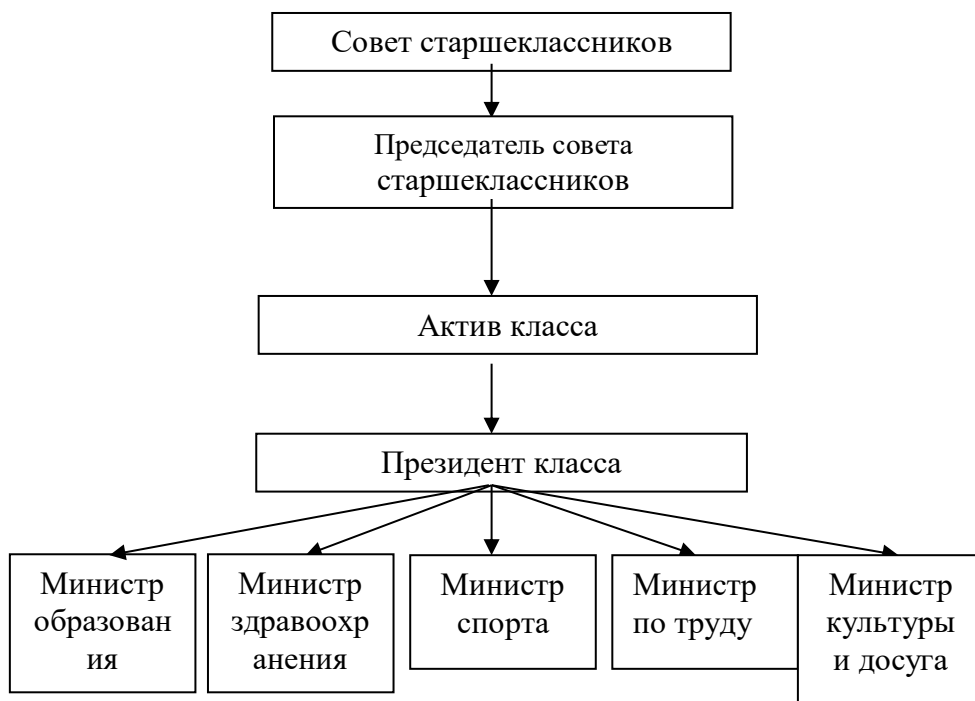 Совет старшеклассников
Председатель совета
старшеклассников
Актив класса
Президент класса
Министр
образован
ия
Министр
здравоохр
анения
Министр
спорта
Министр
по труду
Министр
культуры
и досуга